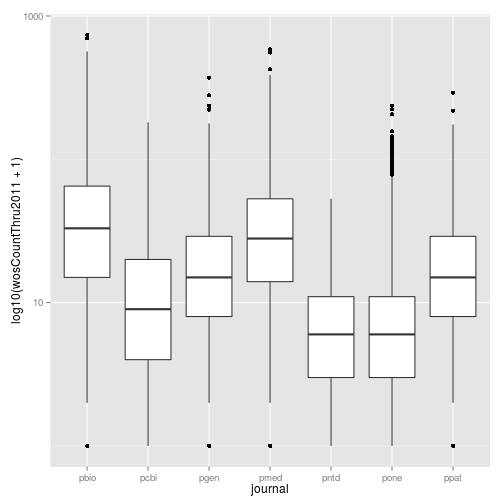 1000
10
log10(wosCountThru2011 + 1)
pbio pcbi pgen pmed pntd pone ppat
journal